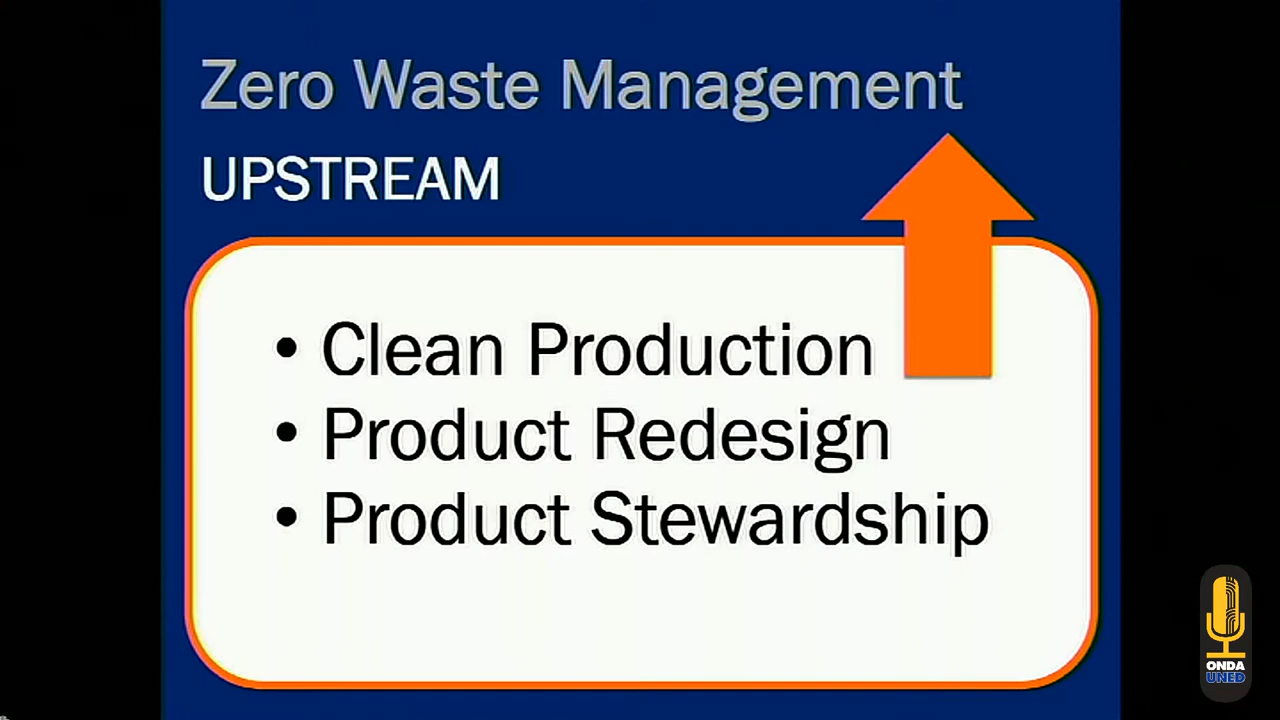 Zero Waste Management
UPSTREAM
• Clean Production
• Product Redesign
• Product Stewardship
ONDA
UNED